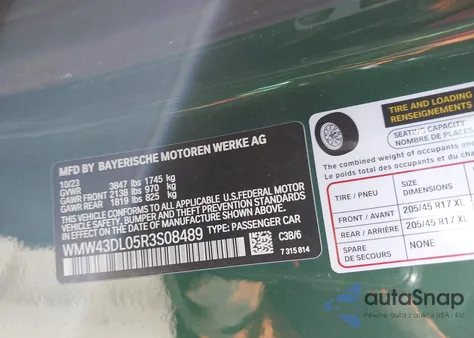 MFD BY BAYERISCHE MOTOREN WERKE AG
10/23
GVWR 3847 lbs 1745 kg
GAWR FRONT 2138 lbs 970 kg
GAWR REAR 1819 lbs 825 kg
THIS VEHICLE CONFORMS TO ALL APPLICABLE U.S. FEDERAL MOTOR
VEHICLE SAFETY, BUMPER, AND THEFT PREVENTION STANDARDS
IN EFFECT ON THE DATE OF MANUFACTURE SHOWN ABOVE.
WMW43DL05R3S08489 TYPE: PASSENGER CAR
C3B/6
7 315 814
TIRE AND LOADING
RENSEIGNEMENTS
SEATING CAPACITY
NOMBRE DE PLACE
The combined weight of occupants and
Le poids total des occupants et du cha
TIRE / PNEU
SIZE
DIMENSIONS
FRONT / AVANT
205/45 R17 XL
REAR / ARRIÈRE
205/45 R17 XL
SPARE
DE SECOURS
NONE
autoSnap